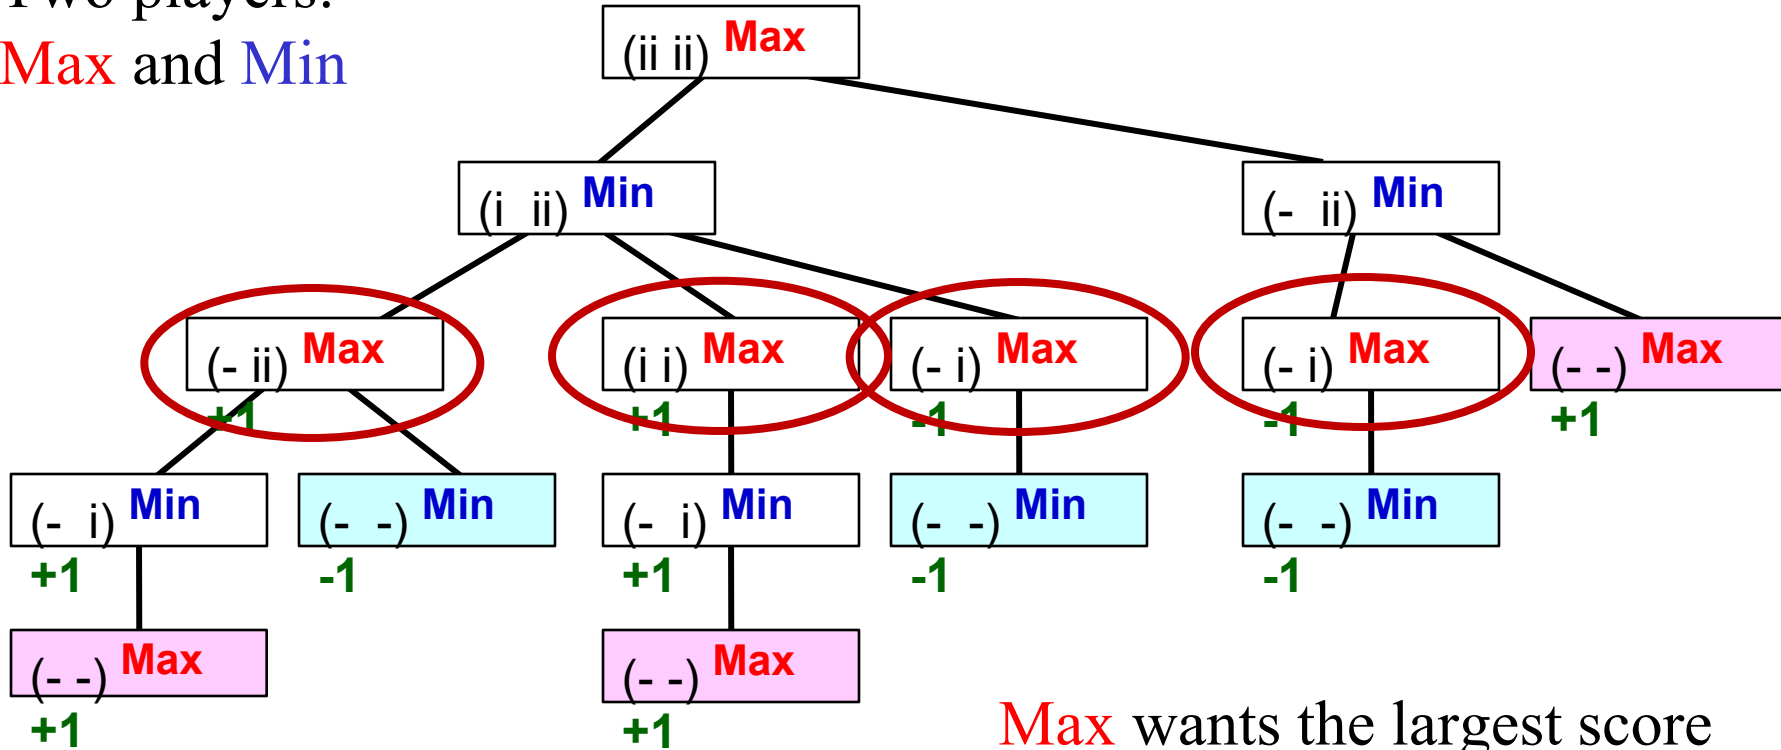 Two players:
Max and Min
(ii ii) Max
(i ii) Min
(- ii) Min
(- ii) Max
+1
(i i) Max
+1
(- i) Max
-1
(- i) Max
-1
(- -) Max
+1
(- i) Min
+1
(- -) Min
-1
(- i) Min
+1
(- -) Min
-1
(- -) Min
-1
(- -) Max
+1
(- -) Max
+1
Max wants the largest score